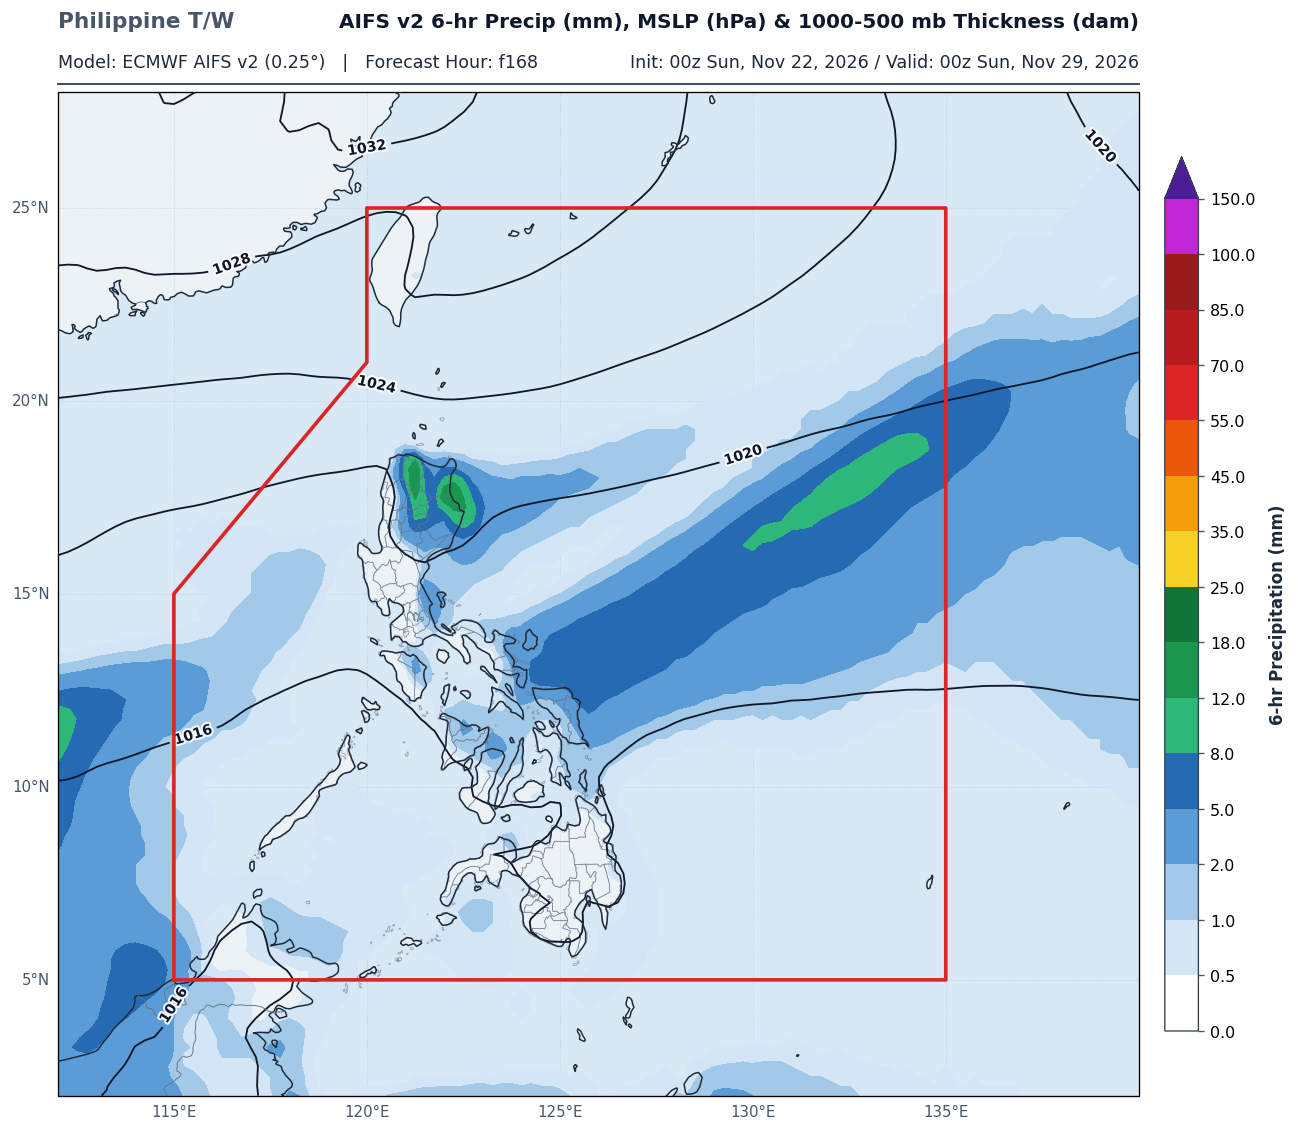 Philippine T/W
AIFS v2 6-hr Precip (mm), MSLP (hPa) & 1000-500 mb Thickness (dam)
Model: ECMWF AIFS v2 (0.25°) | Forecast Hour: f168
Init: 00z Sun, Nov 22, 2026 / Valid: 00z Sun, Nov 29, 2026
1032
1020
25°N
1028
20°N
1024
1020
15°N
1016
10°N
5°N
1016
115°E
120°E
125°E
130°E
135°E
150.0
100.0
85.0
70.0
55.0
45.0
35.0
25.0
18.0
12.0
8.0
5.0
2.0
1.0
0.5
0.0
6-hr Precipitation (mm)